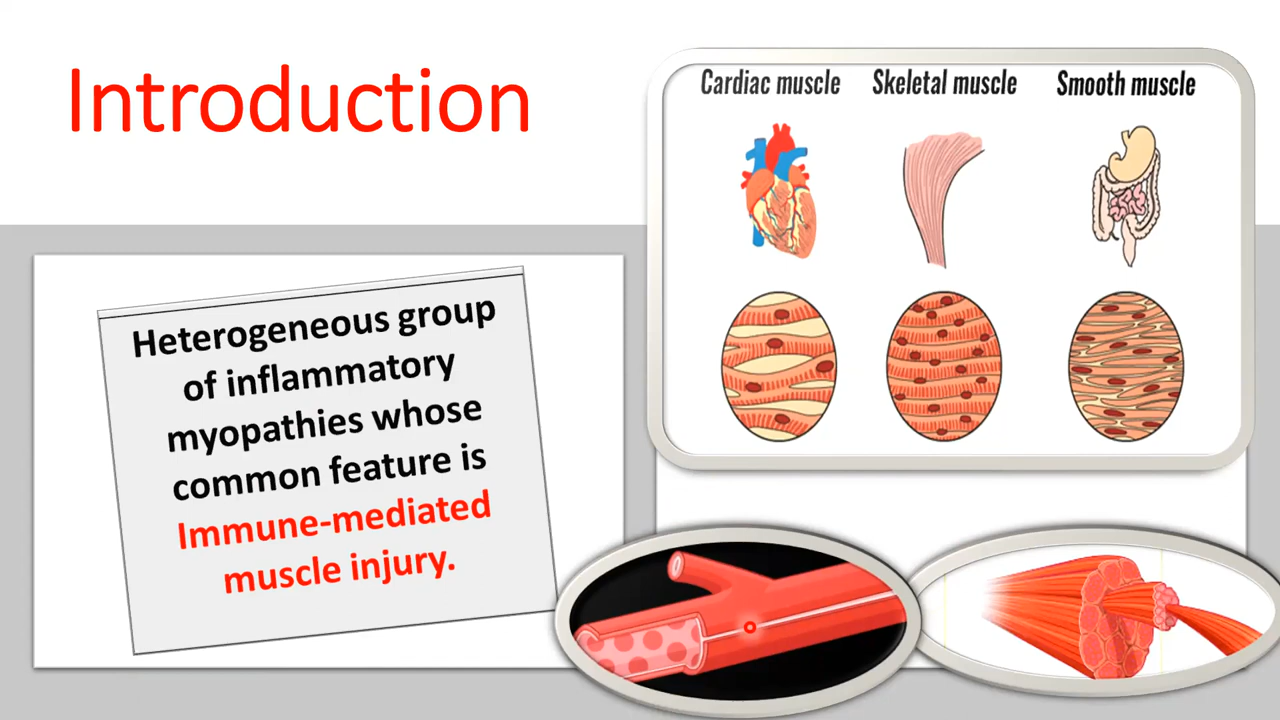 Introduction
Cardiac muscle Skeletal muscle Smooth muscle
Heterogeneous group
of inflammatory
myopathies whose
common feature is
Immune-mediated
muscle injury.